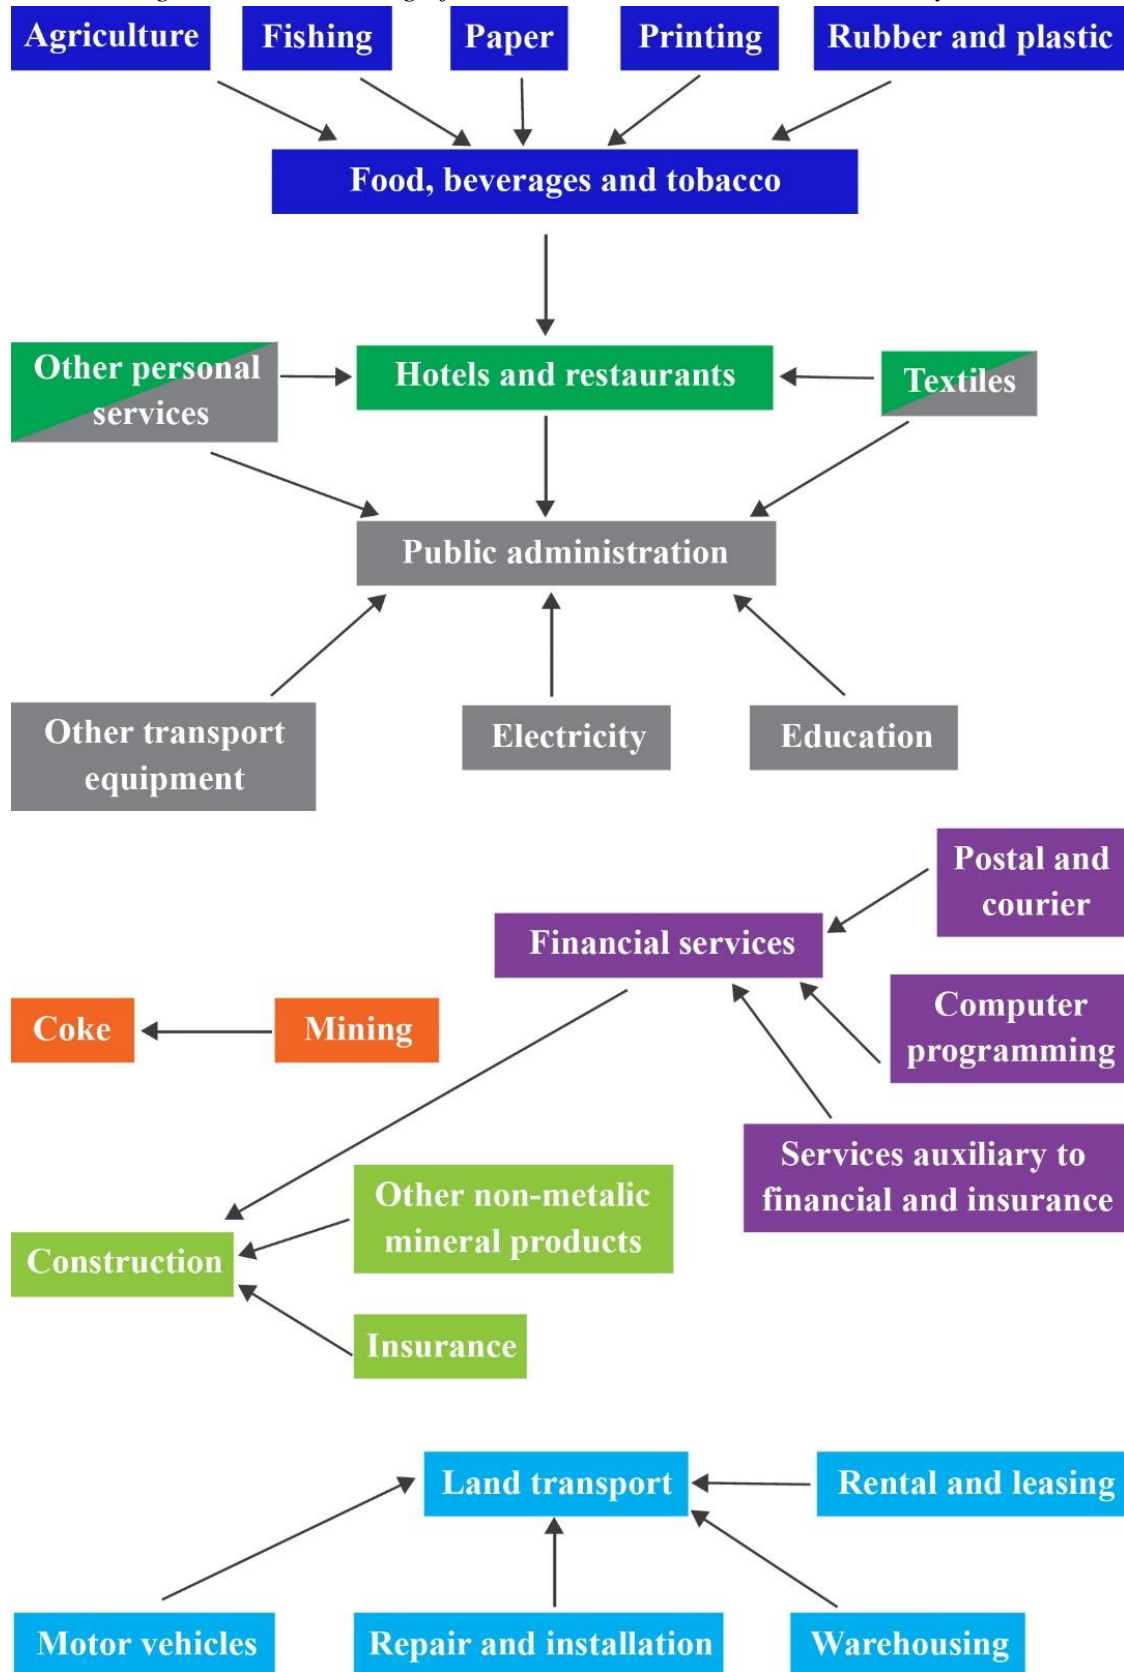 Agriculture
Fishing
Paper
Printing
Rubber and plastic
Food, beverages and tobacco
Other personal
services
Hotels and restaurants
Textiles
Public administration
Other transport
equipment
Electricity
Education
Postal and
courier
Financial services
Coke
Mining
Computer
programming
Services auxiliary to
financial and insurance
Other non-metalic
mineral products
Construction
Insurance
Land transport
Rental and leasing
Motor vehicles
Repair and installation
Warehousing